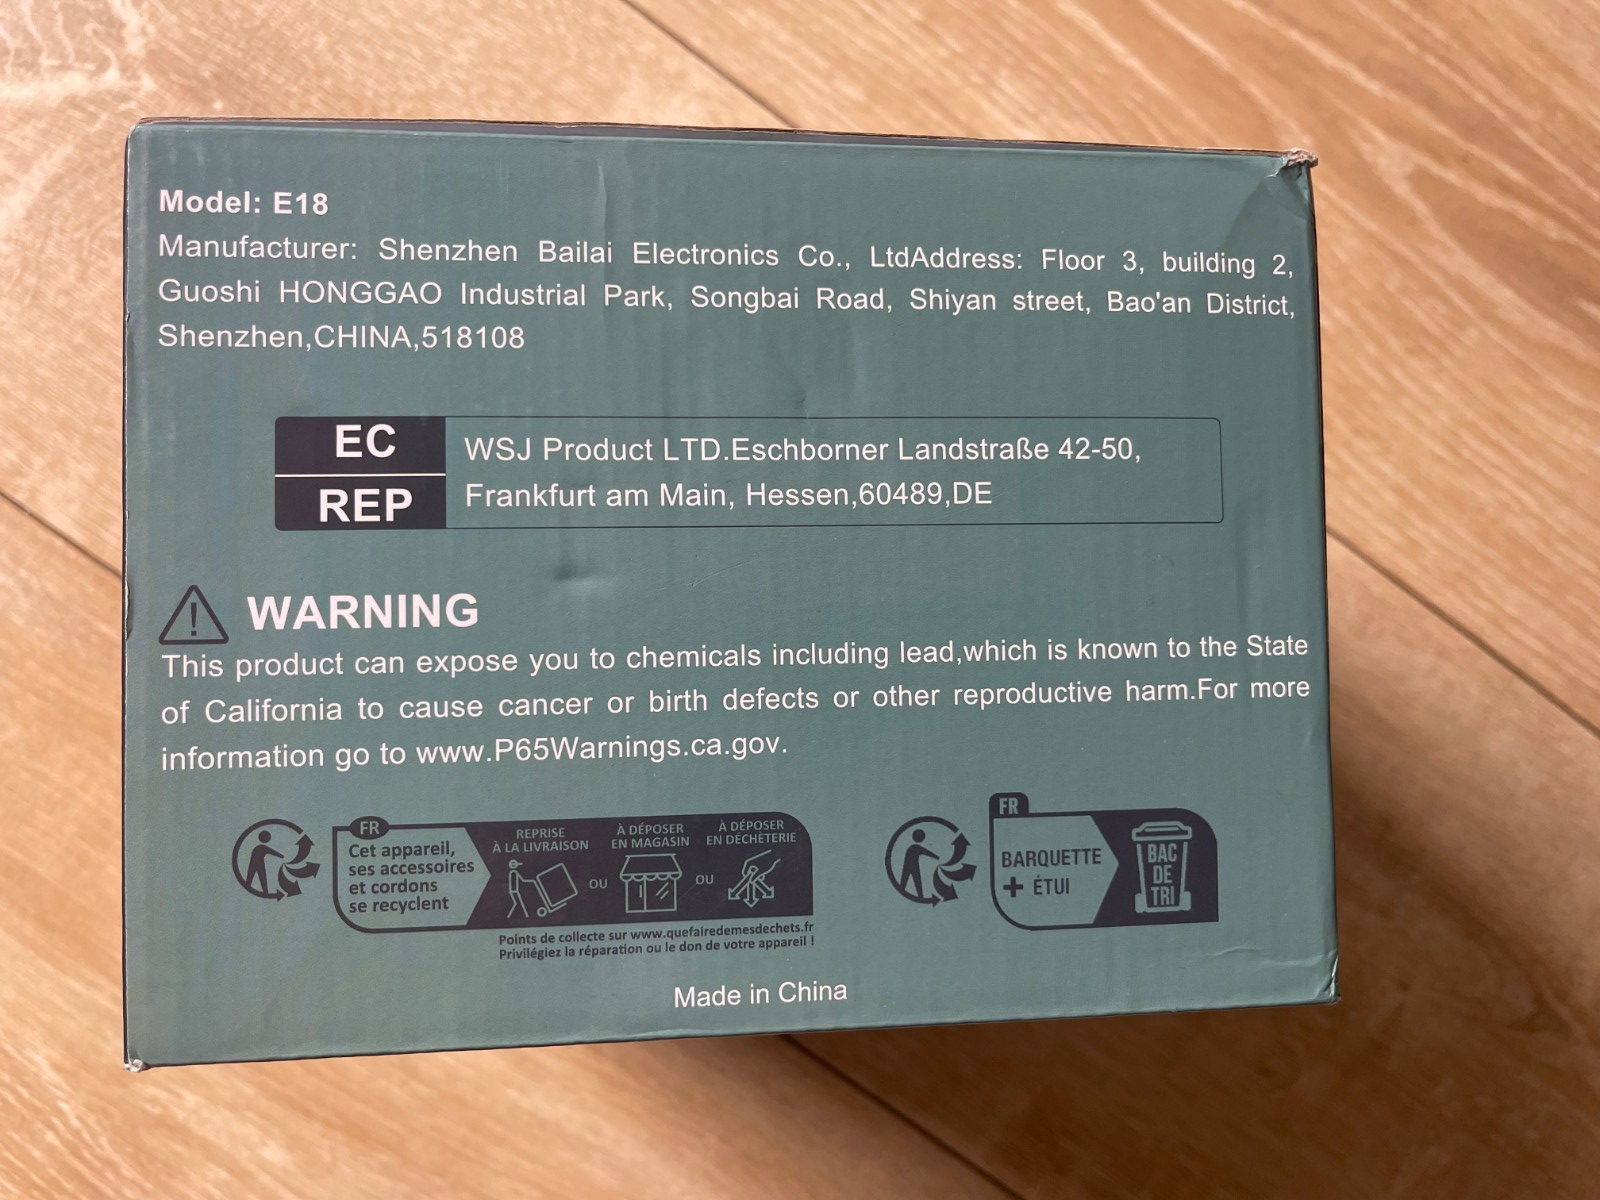 Model: E18
Manufacturer: Shenzhen Bailai Electronics Co., LtdAddress: Floor 3, building 2,
Guoshi HONGGAO Industrial Park, Songbai Road, Shiyan street, Bao'an District,
Shenzhen,CHINA,518108
EC
REP
WSJ Product LTD.Eschborner Landstraße 42-50,
Frankfurt am Main, Hessen,60489,DE
WARNING
This product can expose you to chemicals including lead,which is known to the State
of California to cause cancer or birth defects or other reproductive harm.For more
information go to www.P65Warnings.ca.gov.
FR
Cet appareil,
ses accessoires
et cordons
se recyclent
REPRISE
À LA LIVRAISON
OU
À DÉPOSER
EN MAGASIN
OU
À DÉPOSER
EN DÉCHÈTERIE
Points de collecte sur www.quefairedemesdechets.fr
Privilégiez la réparation ou le don de votre appareil !
FR
BARQUETTE
+ ÉTUI
BAC
DE
TRI
Made in China